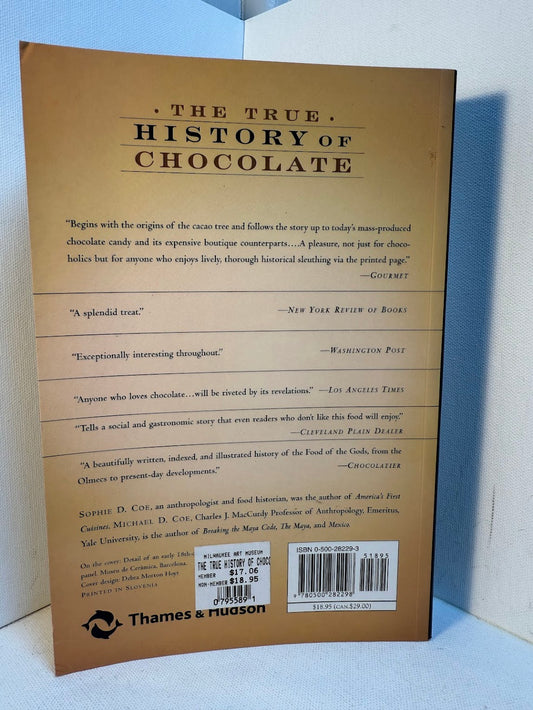 · THE TRUE ·
HISTORY OF
CHOCOLATE
“Begins with the origins of the cacao tree and follows the story up to today’s mass-produced
chocolate candy and its expensive boutique counterparts….A pleasure, not just for choco-
holics but for anyone who enjoys lively, thorough historical sleuthing via the printed page.”
—GOURMET
“A splendid treat.” —NEW YORK REVIEW OF BOOKS
“Exceptionally interesting throughout.” —WASHINGTON POST
“Anyone who loves chocolate…will be riveted by its revelations.” —LOS ANGELES TIMES
“Tells a social and gastronomic story that even readers who don’t like this food will enjoy.”
—CLEVELAND PLAIN DEALER
“A beautifully written, indexed, and illustrated history of the Food of the Gods, from the
Olmecs to present-day developments.” —CHOCOLATIER
SOPHIE D. COE, an anthropologist and food historian, was the author of America’s First
Cuisines. MICHAEL D. COE, Charles J. MacCurdy Professor of Anthropology, Emeritus,
Yale University, is the author of Breaking the Maya Code, The Maya, and Mexico.
On the cover: Detail of an early 18th-c
panel. Museu de Ceràmica, Barcelona.
Cover design: Debra Morton Hoyt
PRINTED IN SLOVENIA
MILWAUKEE ART MUSEUM
THE TRUE HISTORY OF CHOCO
MEMBER $17.06
NON-MEMBER $18.95
0795589 1
ISBN 0-500-28229-3
51895
9 780500 282298
$18.95 (CAN.$29.00)
Thames & Hudson